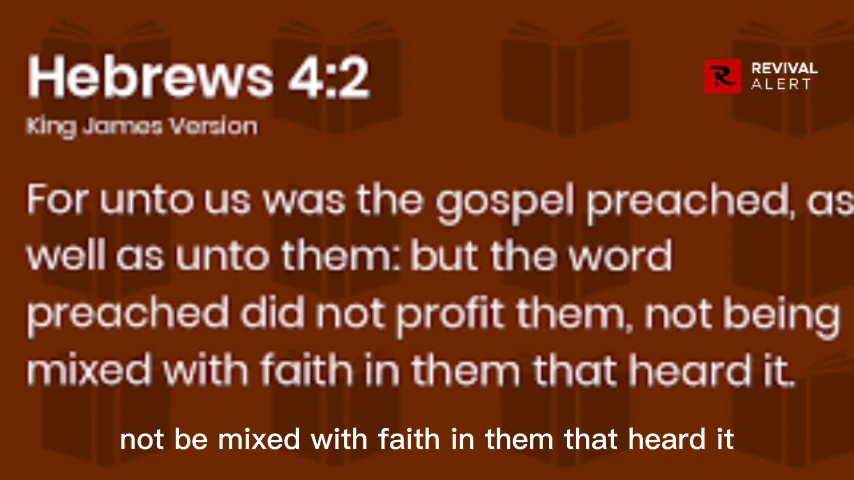 Hebrews 4:2
King James Version
REVIVAL
ALERT
For unto us was the gospel preached, as
well as unto them: but the word
preached did not profit them, not being
mixed with faith in them that heard it.
not be mixed with faith in them that heard it